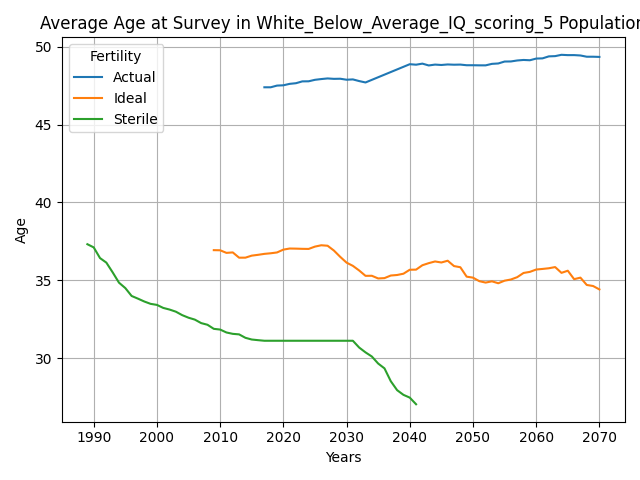 Average Age at Survey in White_Below_Average_IQ_scoring_5 Population
Fertility
Actual
Ideal
Sterile
Age
50
45
40
35
30
1990 2000 2010 2020 2030 2040 2050 2060 2070
Years